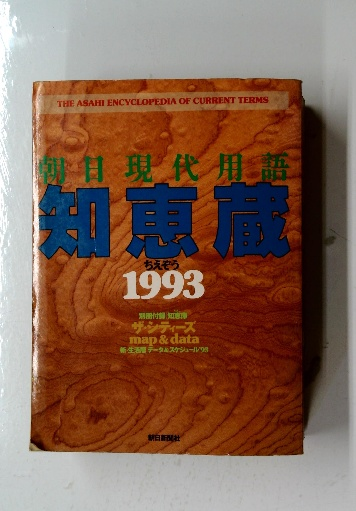 THE ASAHI ENCYCLOPEDIA OF CURRENT TERMS
朝日現代用語
知恵蔵
ちえぞう
1993
別冊付録 知恵蔵
ザ・シティーズ
map & data
新・生活圏 データ&スケジュール'93
朝日新聞社